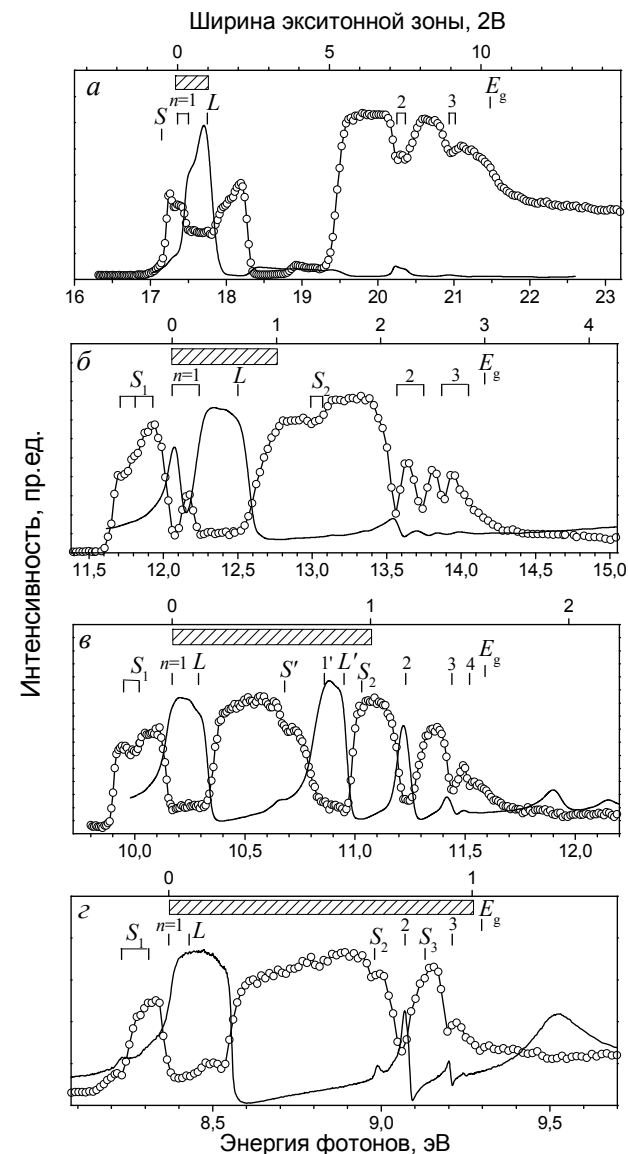 Ширина экситонной зоны, 2B
0 5 10
а
S n=1 L 2 3 E_g
16 17 18 19 20 21 22 23
0 1 2 3 4
б
S_1 n=1 L S_2 2 3 E_g
11,5 12,0 12,5 13,0 13,5 14,0 14,5 15,0
0 1 2
в
S_1 n=1 L S' 1' L' S_2 2 3 4 E_g
10,0 10,5 11,0 11,5 12,0
0 1
г
S_1 n=1 L S_2 2 S_3 3 E_g
8,5 9,0 9,5
Энергия фотонов, эВ
Интенсивность, пр.ед.